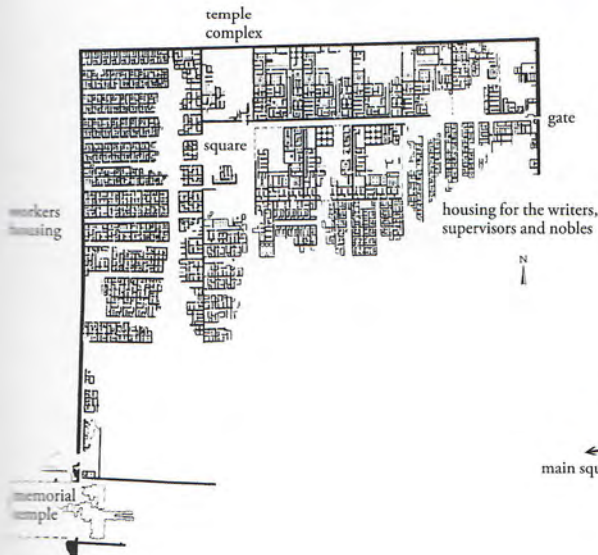 temple
complex
gate
square
workers
housing
housing for the writers,
supervisors and nobles
N
main squ
memorial
temple